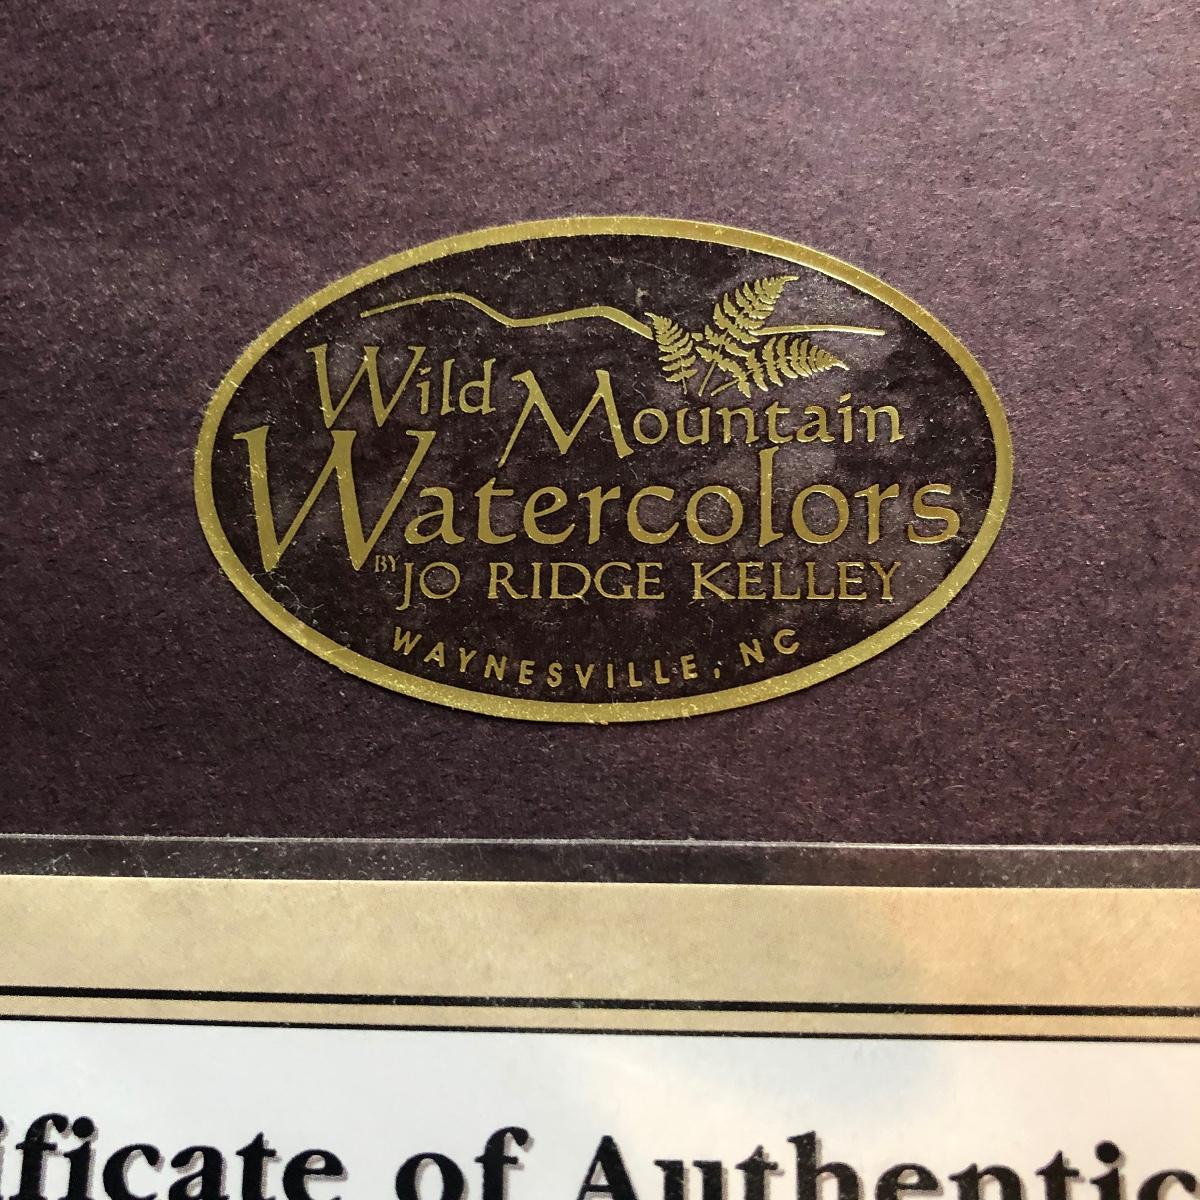 Wild Mountain
Watercolors
BY JO RIDGE KELLEY
WAYNESVILLE, NC
ificate of Authentic